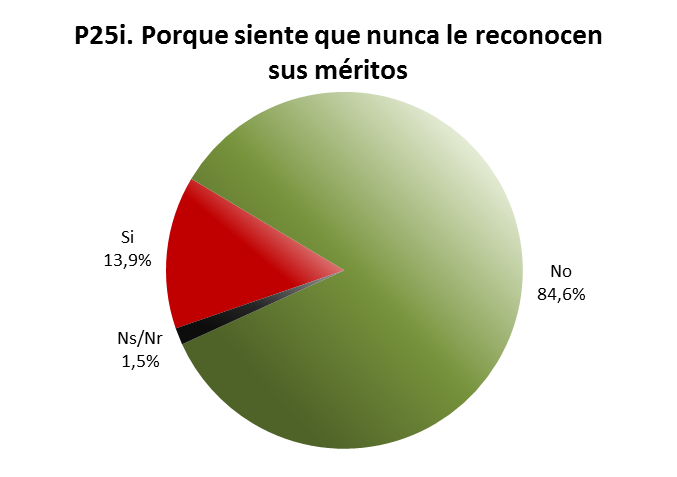 P25i. Porque siente que nunca le reconocen
sus méritos
Si
13,9%
No
84,6%
Ns/Nr
1,5%